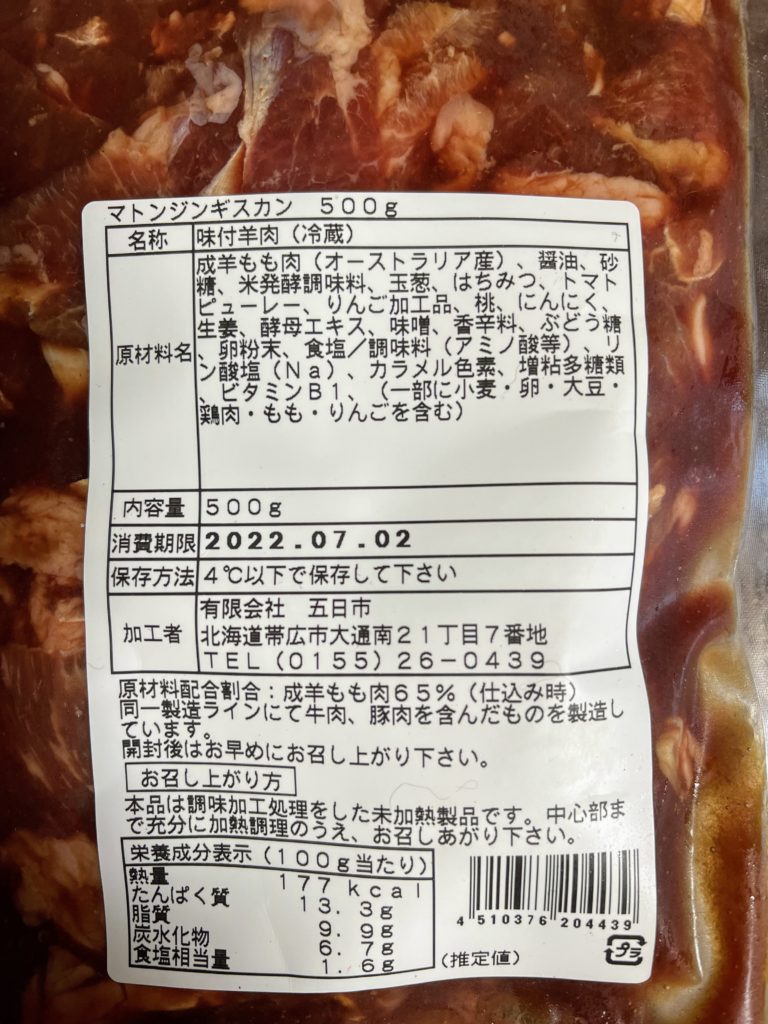 マトンジンギスカン　５００ｇ
名称 味付羊肉（冷蔵）
原材料名 成羊もも肉（オーストラリア産）、醤油、砂
糖、米発酵調味料、玉葱、はちみつ、トマト
ピューレー、りんご加工品、桃、にんにく、
生姜、酵母エキス、味噌、香辛料、ぶどう糖
、卵粉末、食塩／調味料（アミノ酸等）、リ
ン酸塩（Ｎａ）、カラメル色素、増粘多糖類
、ビタミンＢ１、（一部に小麦・卵・大豆・
鶏肉・もも・りんごを含む）
内容量 ５００ｇ
消費期限 2022.07.02
保存方法 ４℃以下で保存して下さい
加工者 有限会社　五日市
北海道帯広市大通南２１丁目７番地
ＴＥＬ（０１５５）２６－０４３９
原材料配合割合：成羊もも肉６５％（仕込み時）
同一製造ラインにて牛肉、豚肉を含んだものを製造し
ています。
開封後はお早めにお召し上がり下さい。
お召し上がり方
本品は調味加工処理をした未加熱製品です。中心部ま
で充分に加熱調理のうえ、お召しあがり下さい。
栄養成分表示（１００ｇ当たり）
熱量 １７７ｋｃａｌ
たんぱく質 １３．３ｇ
脂質 ９．９ｇ
炭水化物 ６．７ｇ
食塩相当量 １．６ｇ
（推定値）
4 510376 204439
プラ